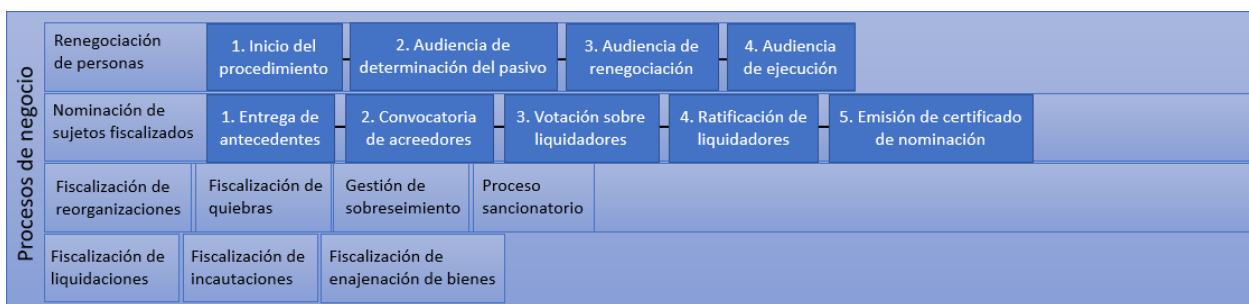 Procesos de negocio
Renegociación
de personas
1. Inicio del
procedimiento
2. Audiencia de
determinación del pasivo
3. Audiencia de
renegociación
4. Audiencia
de ejecución
Nominación de
sujetos fiscalizados
1. Entrega de
antecedentes
2. Convocatoria
de acreedores
3. Votación sobre
liquidadores
4. Ratificación de
liquidadores
5. Emisión de certificado
de nominación
Fiscalización de
reorganizaciones
Fiscalización de
quiebras
Gestión de
sobreseimiento
Proceso
sancionatorio
Fiscalización de
liquidaciones
Fiscalización de
incautaciones
Fiscalización de
enajenación de bienes